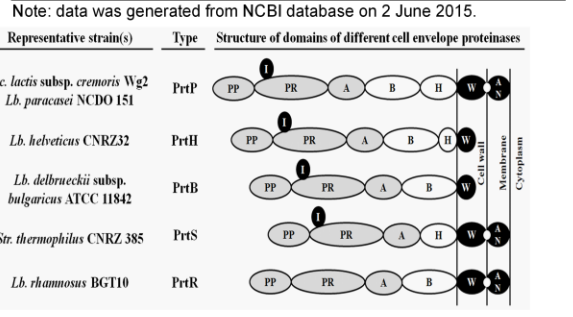 Note: data was generated from NCBI database on 2 June 2015.
Representative strain(s) Type Structure of domains of different cell envelope proteinases
c. lactis subsp. cremoris Wg2
Lb. paracasei NCDO 151
PrtP
I
PP PR A B H W AN
Lb. helveticus CNRZ32 PrtH
I
PP PR A B H W
Lb. delbrueckii subsp.
bulgaricus ATCC 11842
PrtB
I
PP PR A B W
Str. thermophilus CNRZ 385 PrtS
I
PP PR A H W AN
Lb. rhamnosus BGT10 PrtR
PP PR A B W AN
Cell wall
Membrane
Cytoplasm